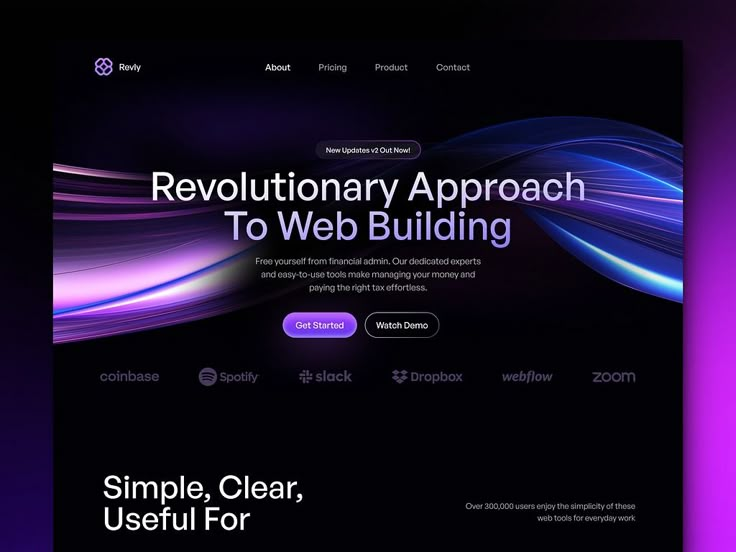 Revly
About Pricing Product Contact
New Updates v2 Out Now!
Revolutionary Approach
To Web Building
Free yourself from financial admin. Our dedicated experts
and easy-to-use tools make managing your money and
paying the right tax effortless.
Get Started Watch Demo
coinbase Spotify slack Dropbox webflow zoom
Simple, Clear,
Useful For
Over 300,000 users enjoy the simplicity of these
web tools for everyday work